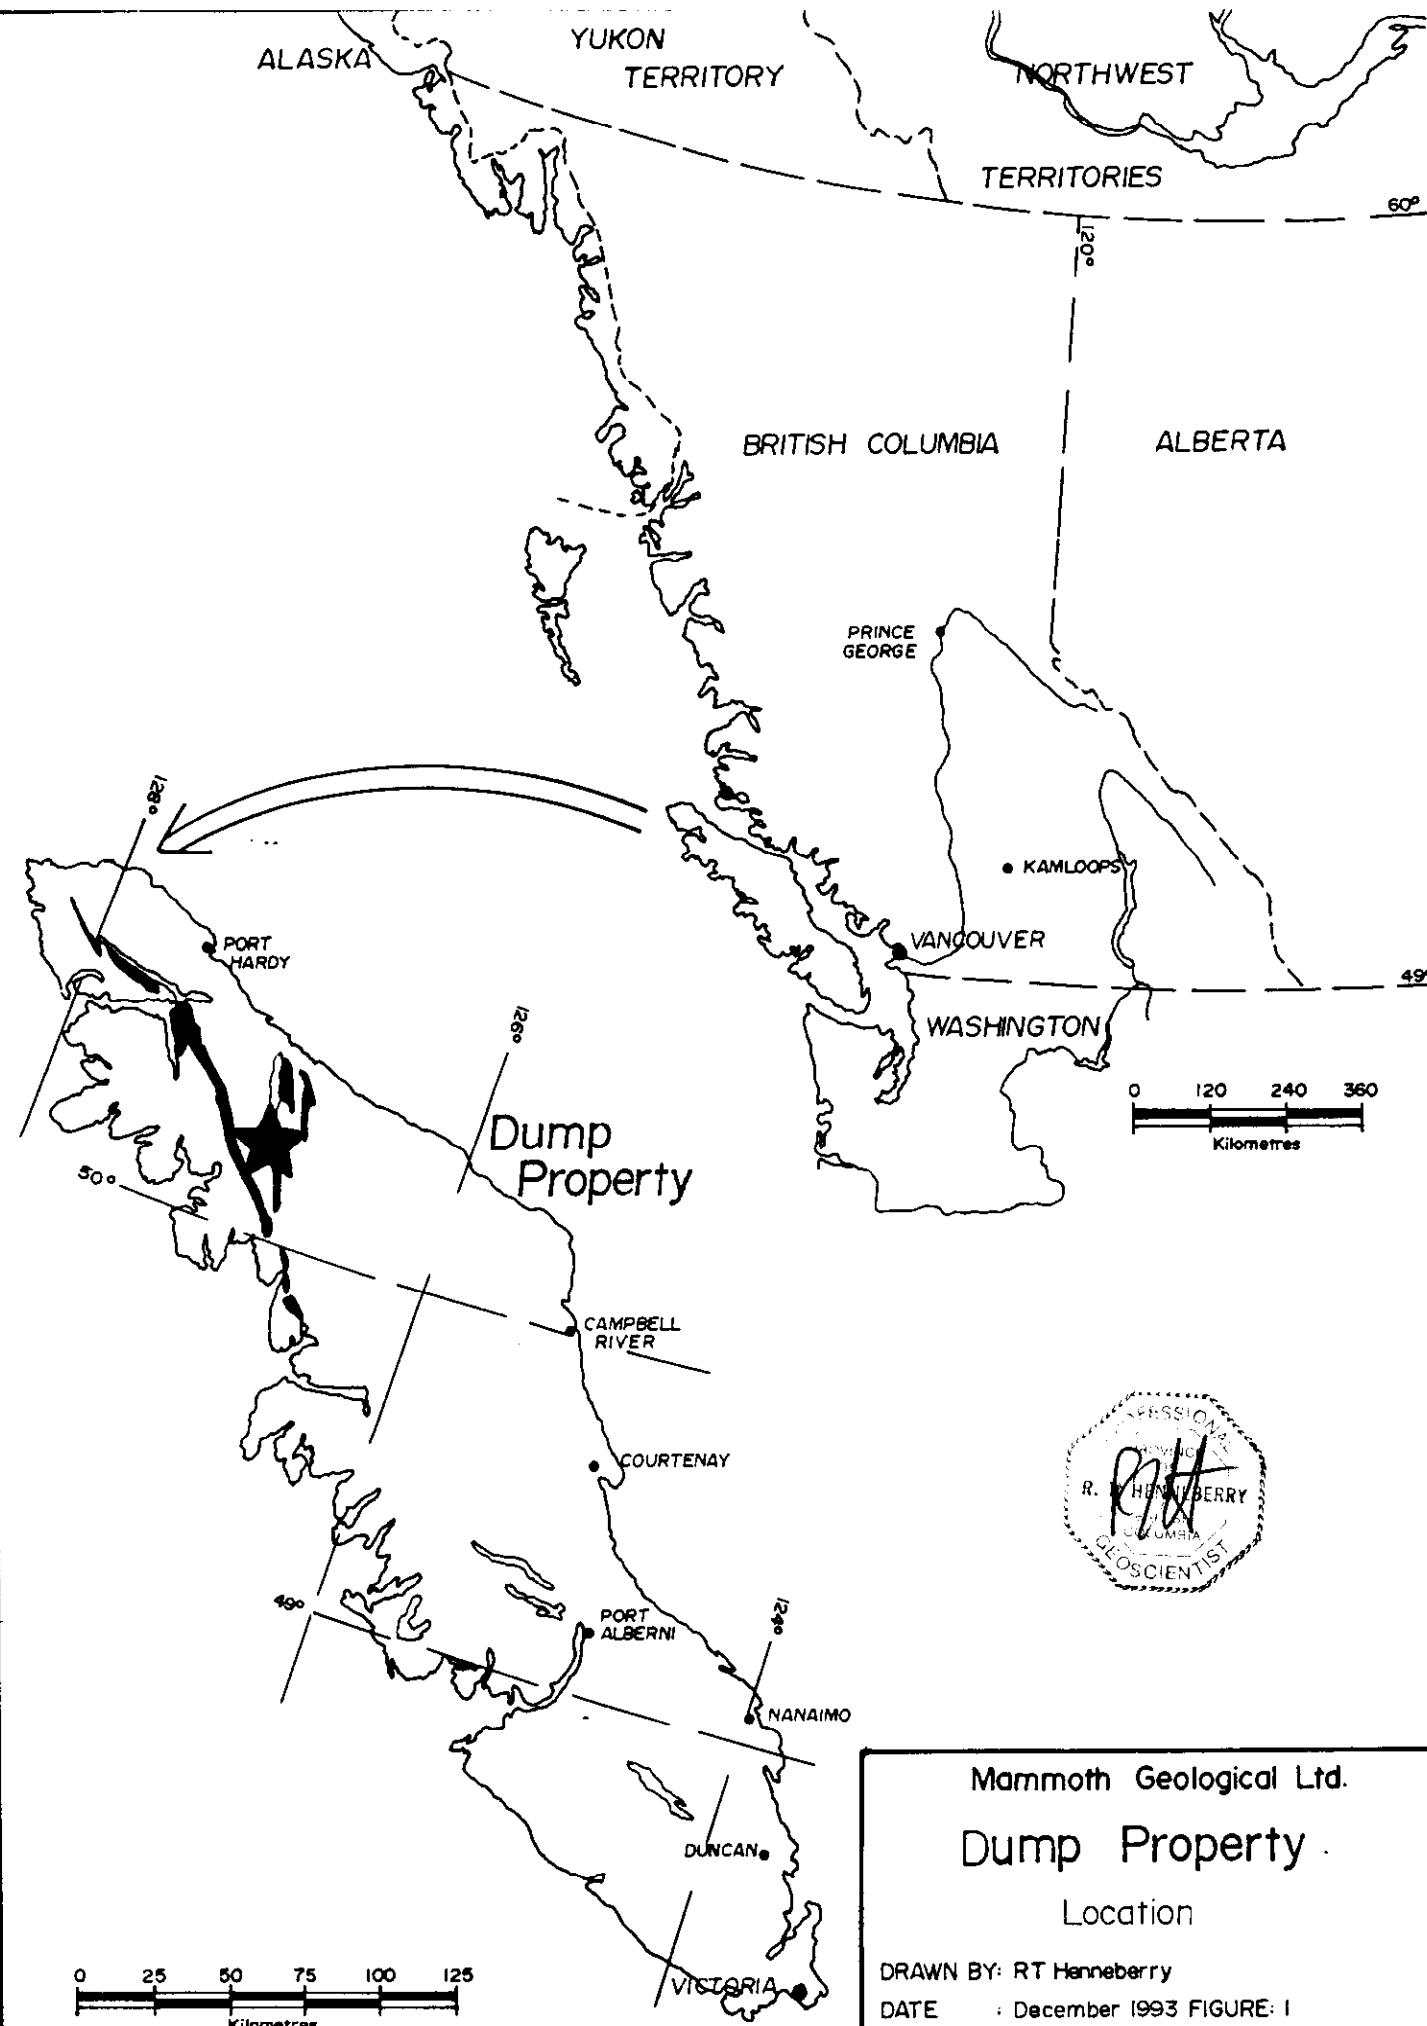 ALASKA
YUKON
TERRITORY
NORTHWEST
TERRITORIES
60°
120°
BRITISH COLUMBIA
ALBERTA
PRINCE
GEORGE
KAMLOOPS
VANCOUVER
49°
WASHINGTON
0 120 240 360
Kilometres
128°
PORT
HARDY
126°
Dump
Property
50°
CAMPBELL
RIVER
COURTENAY
49°
PORT
ALBERNI
124°
NANAIMO
DUNCAN
VICTORIA
0 25 50 75 100 125
Kilometres
R. HENNEBERRY
COLUMBIA
GEOSCIENTIST
Mammoth Geological Ltd.
Dump Property
Location
DRAWN BY: RT Henneberry
DATE : December 1993 FIGURE: 1